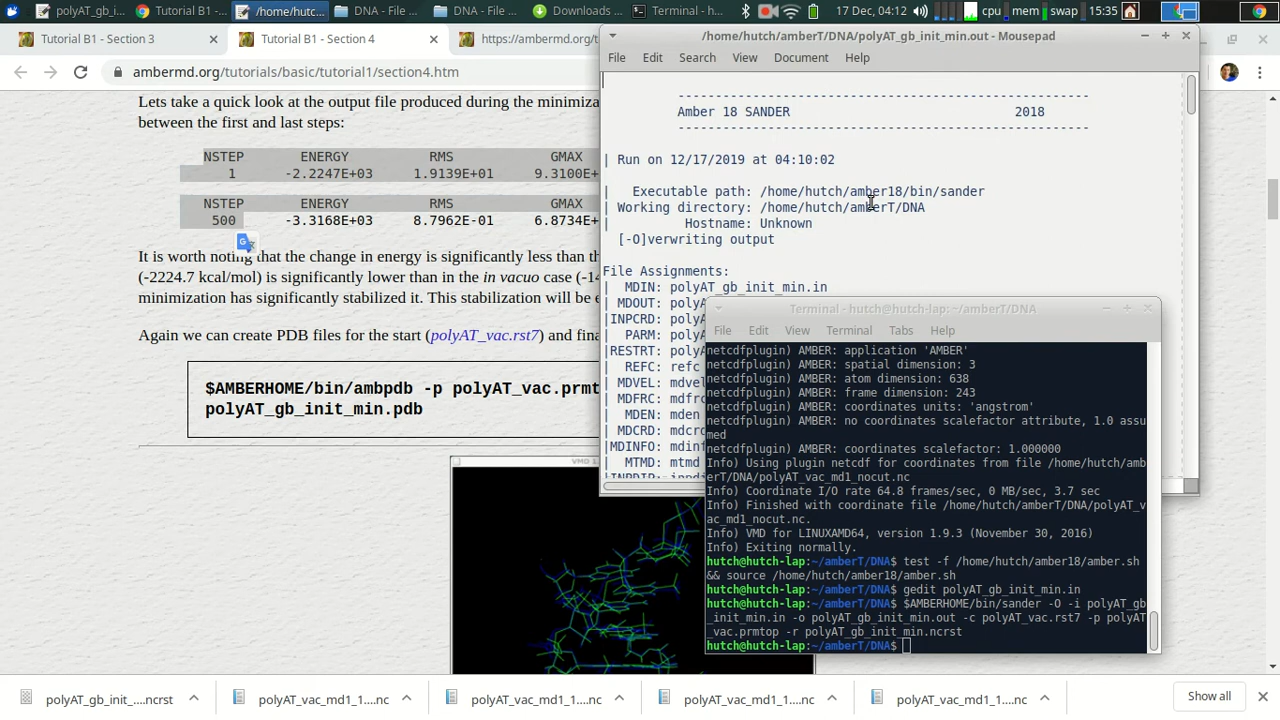 polyAT_gb_i...
Tutorial B1 -...
/home/hutc...
DNA - File ...
DNA - File ...
Downloads ...
Terminal - h...
17 Dec, 04:12
cpu
mem
swap
15:35
Tutorial B1 - Section 3
Tutorial B1 - Section 4
https://ambermd.org/t
ambermd.org/tutorials/basic/tutorial1/section4.htm
Lets take a quick look at the output file produced during the minimiza
between the first and last steps:
NSTEP ENERGY RMS GMAX
1 -2.2247E+03 1.9139E+01 9.3100E+
NSTEP ENERGY RMS GMAX
500 -3.3168E+03 8.7962E-01 6.8734E+
It is worth noting that the change in energy is significantly less than th
(-2224.7 kcal/mol) is significantly lower than in the in vacuo case (-14
minimization has significantly stabilized it. This stabilization will be e
Again we can create PDB files for the start (polyAT_vac.rst7) and fina
$AMBERHOME/bin/ambpdb -p polyAT_vac.prmt
polyAT_gb_init_min.pdb
VMD 1.
/home/hutch/amberT/DNA/polyAT_gb_init_min.out - Mousepad
File Edit Search View Document Help
-------------------------------------------------------
Amber 18 SANDER 2018
-------------------------------------------------------
| Run on 12/17/2019 at 04:10:02
| Executable path: /home/hutch/amber18/bin/sander
| Working directory: /home/hutch/amberT/DNA
| Hostname: Unknown
[-O]verwriting output
File Assignments:
| MDIN: polyAT_gb_init_min.in
| MDOUT: polyA
|INPCRD: polyA
| PARM: polyA
|RESTRT: polyA
| REFC: refc
| MDVEL: mdvel
| MDFRC: mdfrc
| MDEN: mden
| MDCRD: mdcrd
|MDINFO: mdinf
| MTMD: mtmd
|INPDIP: inpdi
Terminal - hutch@hutch-lap: ~/amberT/DNA
File Edit View Terminal Tabs Help
netcdfplugin) AMBER: application 'AMBER'
netcdfplugin) AMBER: spatial dimension: 3
netcdfplugin) AMBER: atom dimension: 638
netcdfplugin) AMBER: frame dimension: 243
netcdfplugin) AMBER: coordinates units: 'angstrom'
netcdfplugin) AMBER: no coordinates scalefactor attribute, 1.0 assu
med
netcdfplugin) AMBER: coordinates scalefactor: 1.000000
Info) Using plugin netcdf for coordinates from file /home/hutch/amb
erT/DNA/polyAT_vac_md1_nocut.nc
Info) Coordinate I/O rate 64.8 frames/sec, 0 MB/sec, 3.7 sec
Info) Finished with coordinate file /home/hutch/amberT/DNA/polyAT_v
ac_md1_nocut.nc.
Info) VMD for LINUXAMD64, version 1.9.3 (November 30, 2016)
Info) Exiting normally.
hutch@hutch-lap:~/amberT/DNA$ test -f /home/hutch/amber18/amber.sh
&& source /home/hutch/amber18/amber.sh
hutch@hutch-lap:~/amberT/DNA$ gedit polyAT_gb_init_min.in
hutch@hutch-lap:~/amberT/DNA$ $AMBERHOME/bin/sander -O -i polyAT_gb
_init_min.in -o polyAT_gb_init_min.out -c polyAT_vac.rst7 -p polyAT
_vac.prmtop -r polyAT_gb_init_min.ncrst
hutch@hutch-lap:~/amberT/DNA$
polyAT_gb_init_....ncrst
polyAT_vac_md1_1....nc
polyAT_vac_md1_1....nc
polyAT_vac_md1_1....nc
polyAT_vac_md1_1....nc
Show all